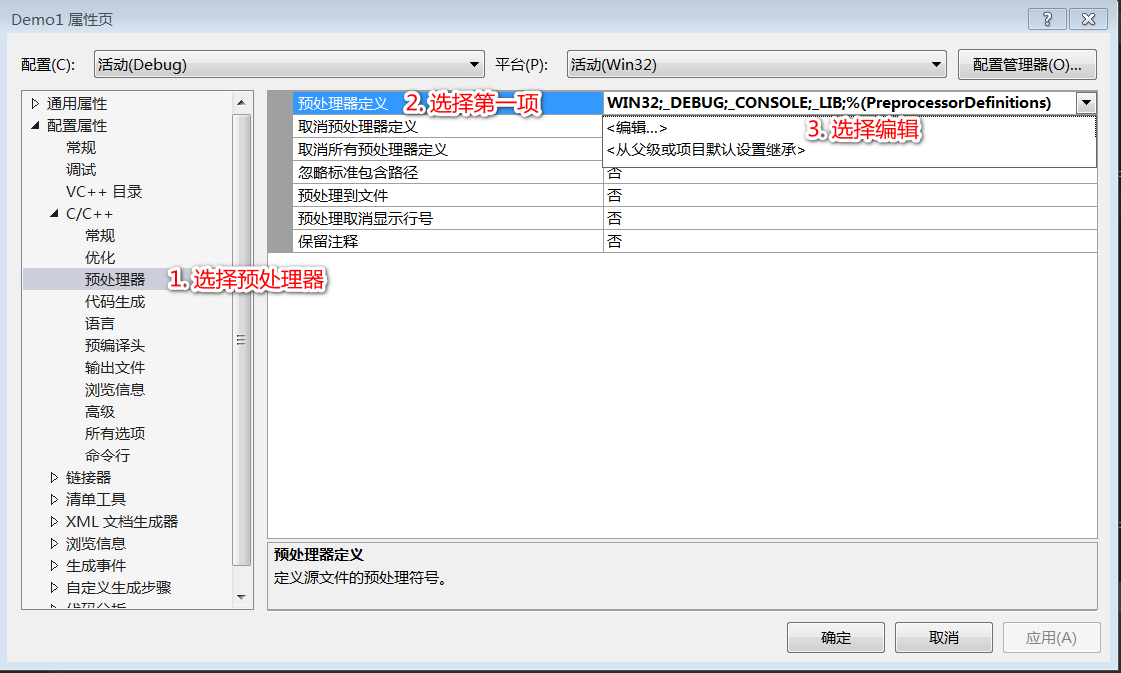 Demo1 属性页
配置(C): 活动(Debug) 平台(P): 活动(Win32) 配置管理器(O)...
通用属性
配置属性
常规
调试
VC++ 目录
C/C++
常规
优化
预处理器 1. 选择预处理器
代码生成
语言
预编译头
输出文件
浏览信息
高级
所有选项
命令行
链接器
清单工具
XML 文档生成器
浏览信息
生成事件
自定义生成步骤
代码分析
预处理器定义 2. 选择第一项 WIN32;_DEBUG;_CONSOLE;_LIB;%(PreprocessorDefinitions)
取消预处理器定义 <编辑...> 3. 选择编辑
取消所有预处理器定义 <从父级或项目默认设置继承>
忽略标准包含路径 否
预处理到文件 否
预处理取消显示行号 否
保留注释 否
预处理器定义
定义源文件的预处理符号。
确定 取消 应用(A)